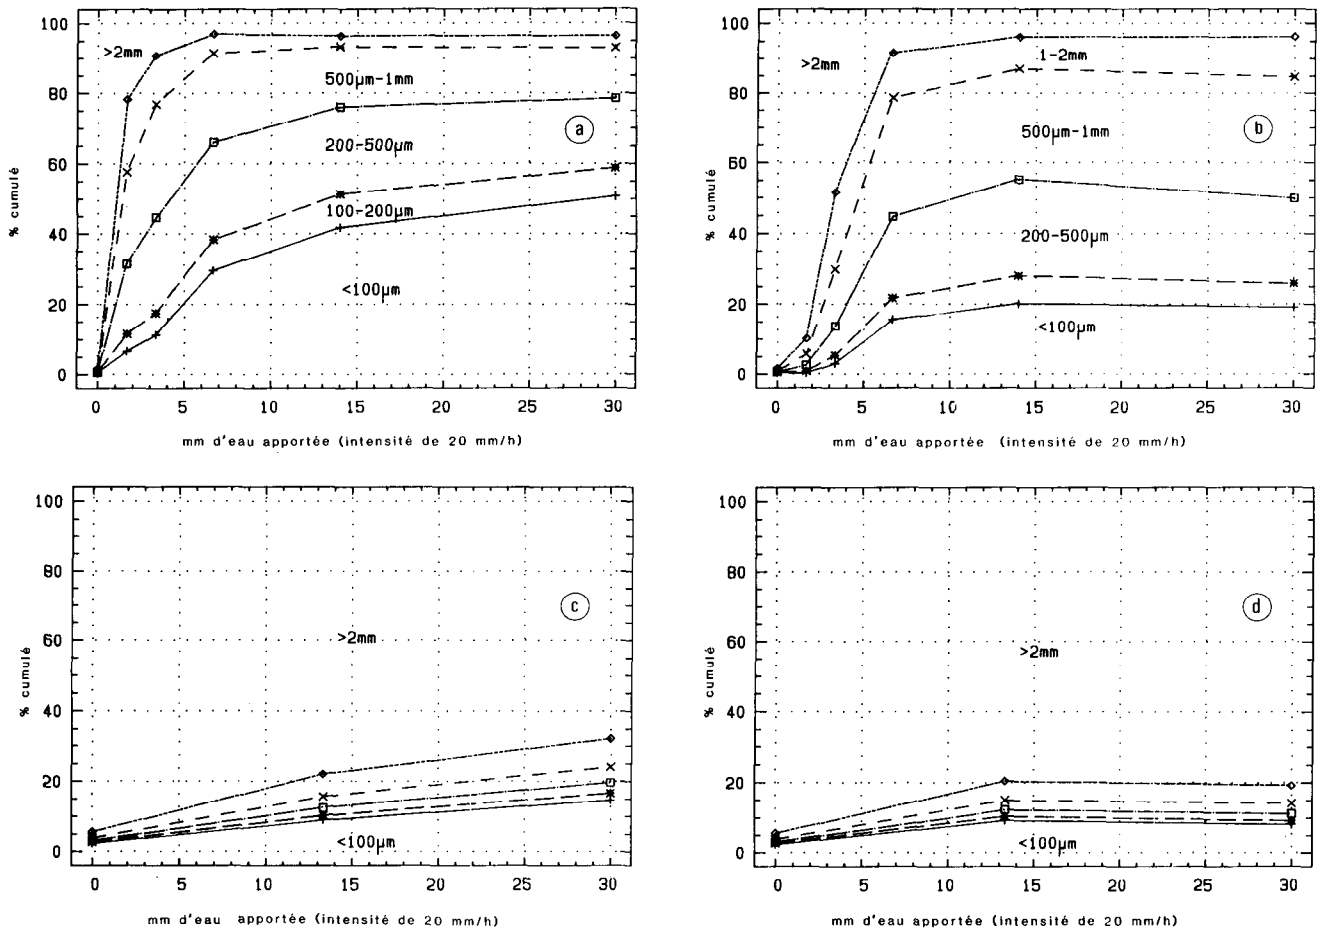 100
80
60
40
20
0
% cumulé
>2mm
500µm-1mm
200-500µm
100-200µm
<100µm
a
0 5 10 15 20 25 30
mm d'eau apportée (intensité de 20 mm/h)
100
80
60
40
20
0
% cumulé
>2mm
1-2mm
500µm-1mm
200-500µm
<100µm
b
0 5 10 15 20 25 30
mm d'eau apportée (intensité de 20 mm/h)
100
80
60
40
20
0
% cumulé
c
>2mm
<100µm
0 5 10 15 20 25 30
mm d'eau apportée (intensité de 20 mm/h)
100
80
60
40
20
0
% cumulé
d
>2mm
<100µm
0 5 10 15 20 25 30
mm d'eau apportée (intensité de 20 mm/h)